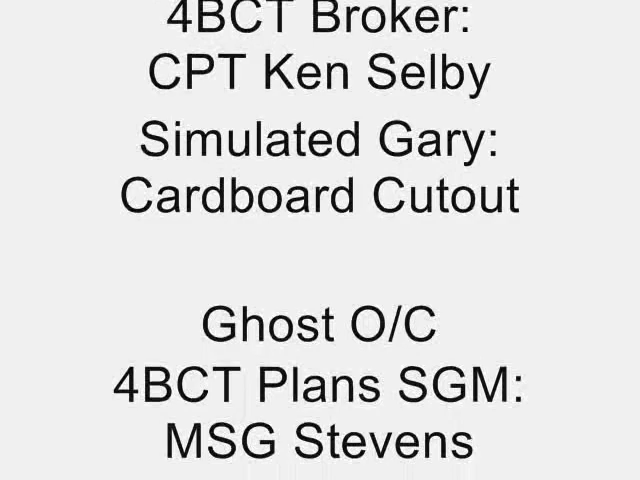 4BCT Broker:
CPT Ken Selby
Simulated Gary:
Cardboard Cutout
Ghost O/C
4BCT Plans SGM:
MSG Stevens